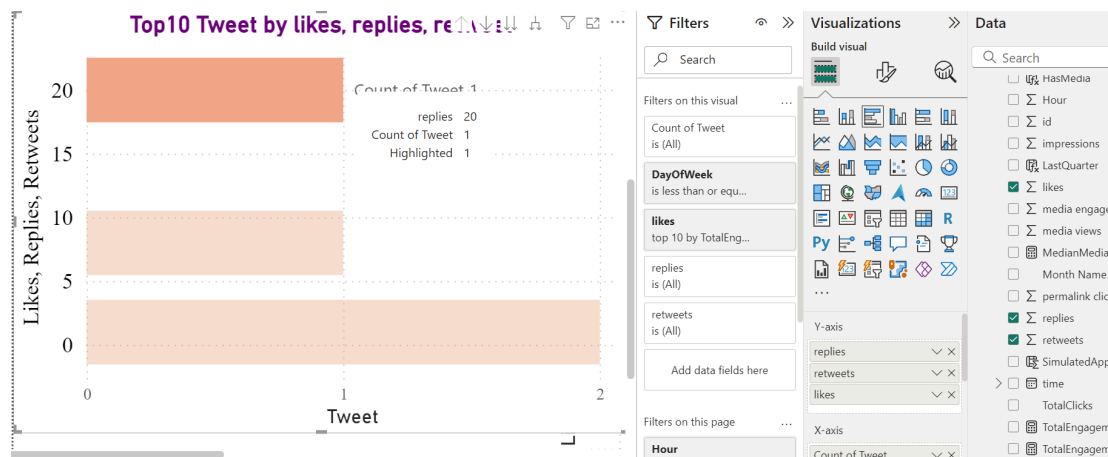 Top10 Tweet by likes, replies,
Likes, Replies, Retweets
20
15
10
5
0
Count of Tweet 1
replies 20
Count of Tweet 1
Highlighted 1
0 1 2
Tweet
Filters
Search
Filters on this visual ...
Count of Tweet
is (All)
DayOfWeek
is less than or equ...
likes
top 10 by TotalEng...
replies
is (All)
retweets
is (All)
Add data fields here
Filters on this page ...
Hour
Visualizations
Build visual
123
R
Py
123
...
Y-axis
replies
retweets
likes
X-axis
Count of Tweet
Data
Search
HasMedia
Hour
id
impressions
LastQuarter
likes
media engage
media views
MedianMedia
Month Name
permalink clic
replies
retweets
SimulatedApp
time
TotalClicks
TotalEngagem
TotalEngagem